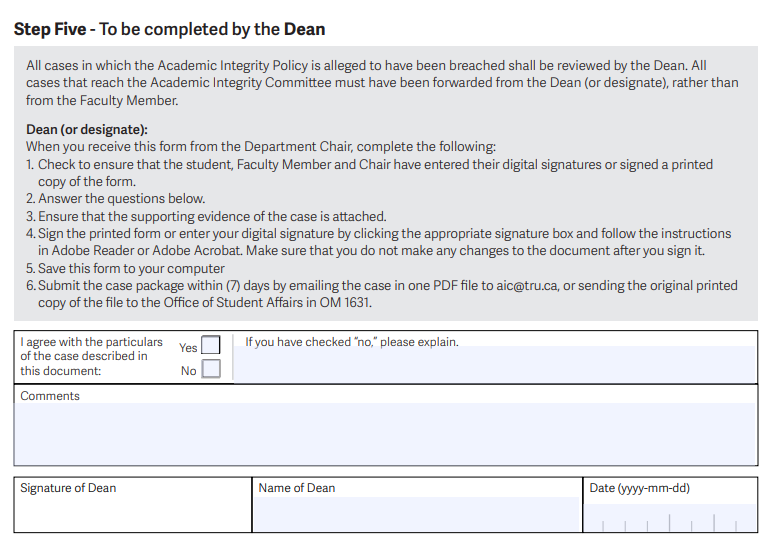 Step Five - To be completed by the Dean
All cases in which the Academic Integrity Policy is alleged to have been breached shall be reviewed by the Dean. All
cases that reach the Academic Integrity Committee must have been forwarded from the Dean (or designate), rather than
from the Faculty Member.
Dean (or designate):
When you receive this form from the Department Chair, complete the following:
1. Check to ensure that the student, Faculty Member and Chair have entered their digital signatures or signed a printed
copy of the form.
2. Answer the questions below.
3. Ensure that the supporting evidence of the case is attached.
4. Sign the printed form or enter your digital signature by clicking the appropriate signature box and follow the instructions
in Adobe Reader or Adobe Acrobat. Make sure that you do not make any changes to the document after you sign it.
5. Save this form to your computer
6. Submit the case package within (7) days by emailing the case in one PDF file to aic@tru.ca, or sending the original printed
copy of the file to the Office of Student Affairs in OM 1631.
I agree with the particulars
of the case described in
this document:
Yes
No
If you have checked “no,” please explain.
Comments
Signature of Dean
Name of Dean
Date (yyyy-mm-dd)